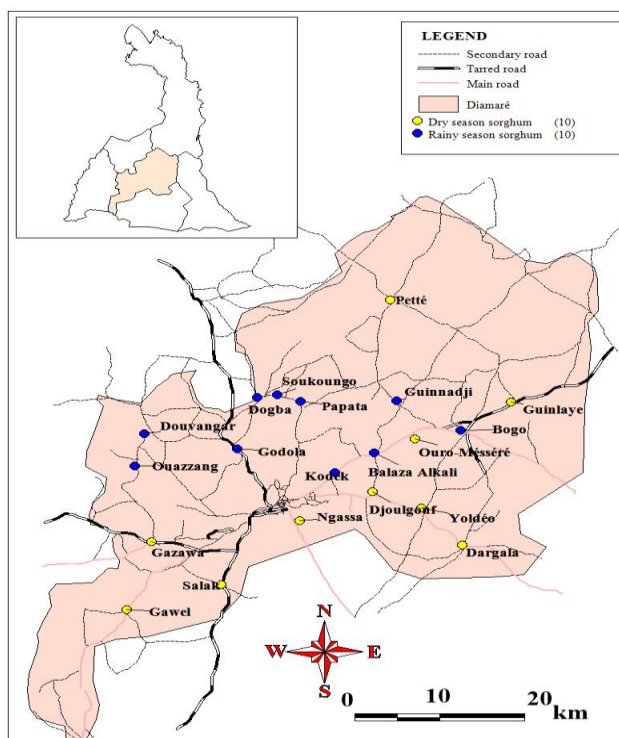 LEGEND
Secondary road
Tarred road
Main road
Diamaré
Dry season sorghum (10)
Rainy season sorghum (10)
Petté
Soukoungo
Guinnadji
Dogba
Papata
Guinlaye
Douvangar
Bogo
Godola
Ouro-Mésséré
Ouazzang
Kodek
Balaza Alkali
Djoulgouf
Ngassa
Yoldéo
Gazawa
Dargala
Salak
Gawel
N
W E
S
0 10 20
km